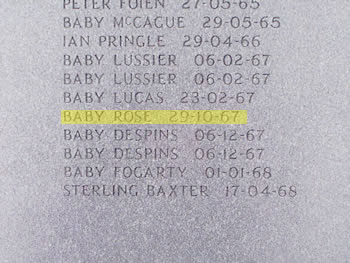 PETER FOIEN 27-05-65
BABY McCAGUE 29-05-65
IAN PRINGLE 29-04-66
BABY LUSSIER 06-02-67
BABY LUSSIER 06-02-67
BABY LUCAS 23-02-67
BABY ROSE 29-10-67
BABY DESPINS 06-12-67
BABY DESPINS 06-12-67
BABY FOGARTY 01-01-68
STERLING BAXTER 17-04-68